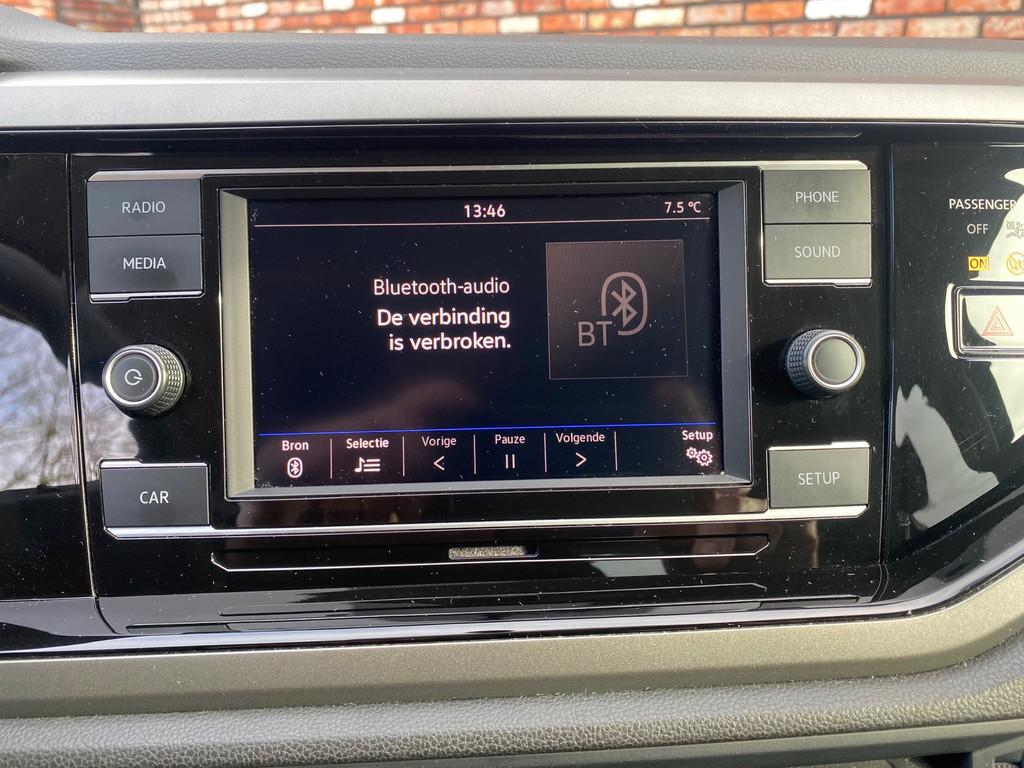 RADIO
MEDIA
CAR
13:46
7.5 °C
Bluetooth-audio
De verbinding
is verbroken.
BT
Bron
Selectie
Vorige
Pauze
Volgende
Setup
PHONE
SOUND
SETUP
PASSENGER
OFF
ON